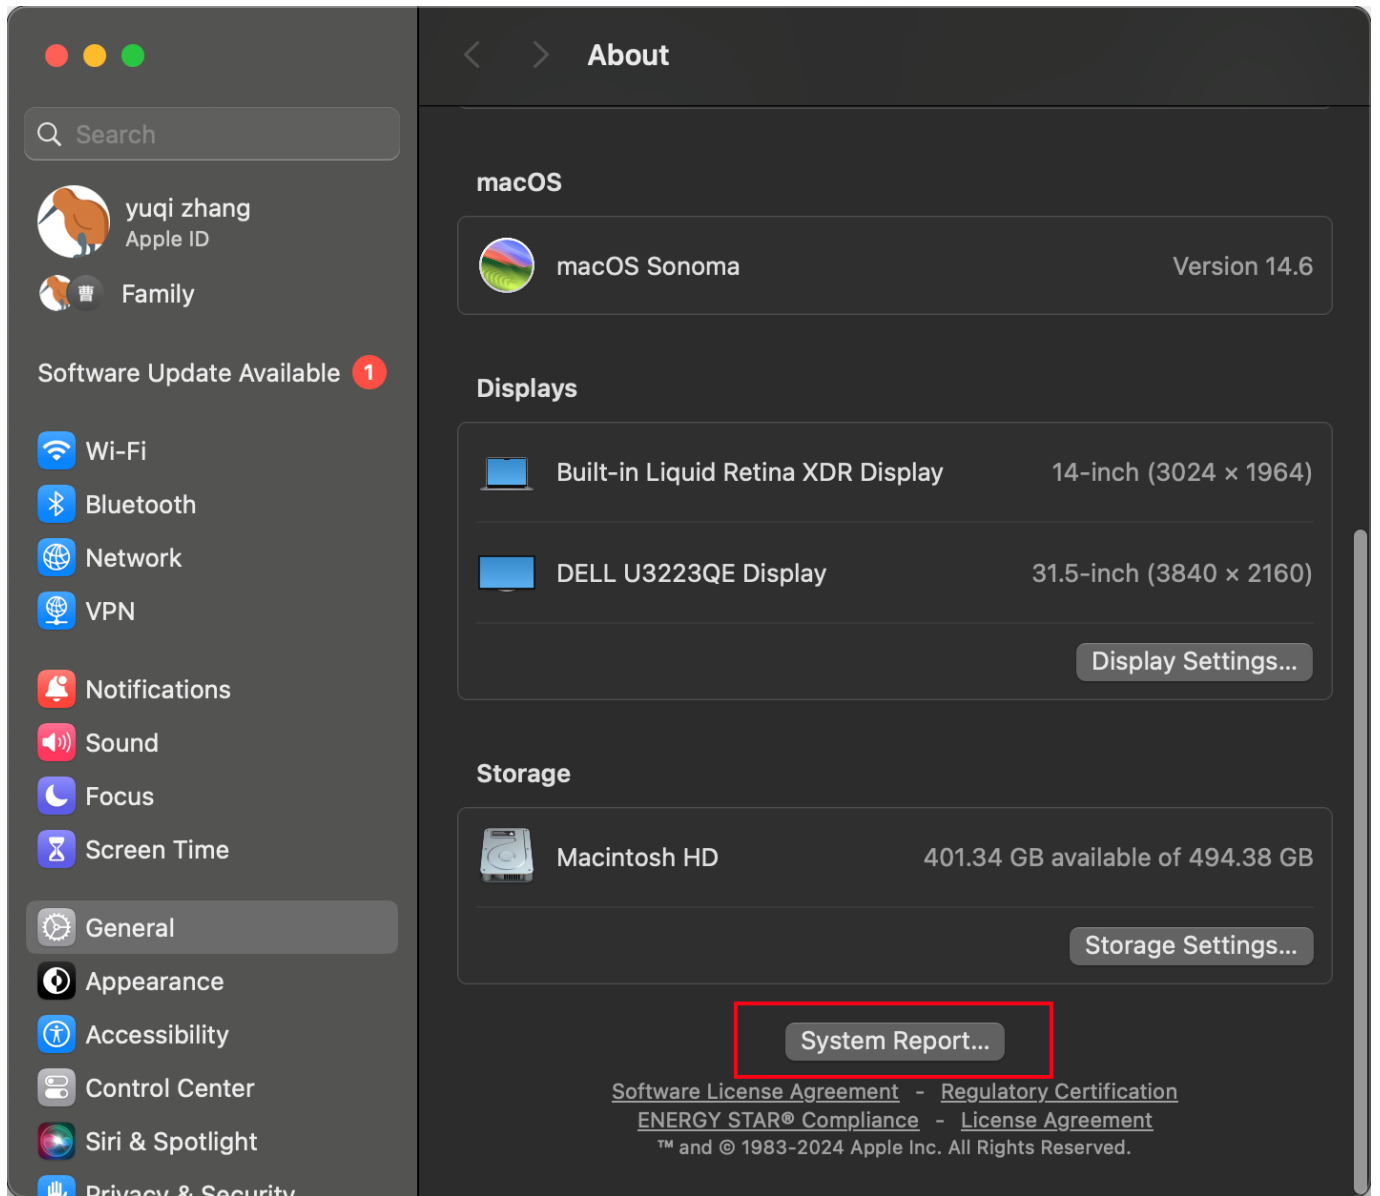 About
Search
yuqi zhang
Apple ID
曹
Family
Software Update Available 1
Wi-Fi
Bluetooth
Network
VPN
Notifications
Sound
Focus
Screen Time
General
Appearance
Accessibility
Control Center
Siri & Spotlight
Privacy & Security
macOS
macOS Sonoma Version 14.6
Displays
Built-in Liquid Retina XDR Display 14-inch (3024 × 1964)
DELL U3223QE Display 31.5-inch (3840 × 2160)
Display Settings...
Storage
Macintosh HD 401.34 GB available of 494.38 GB
Storage Settings...
System Report...
Software License Agreement - Regulatory Certification
ENERGY STAR® Compliance - License Agreement
™ and © 1983-2024 Apple Inc. All Rights Reserved.